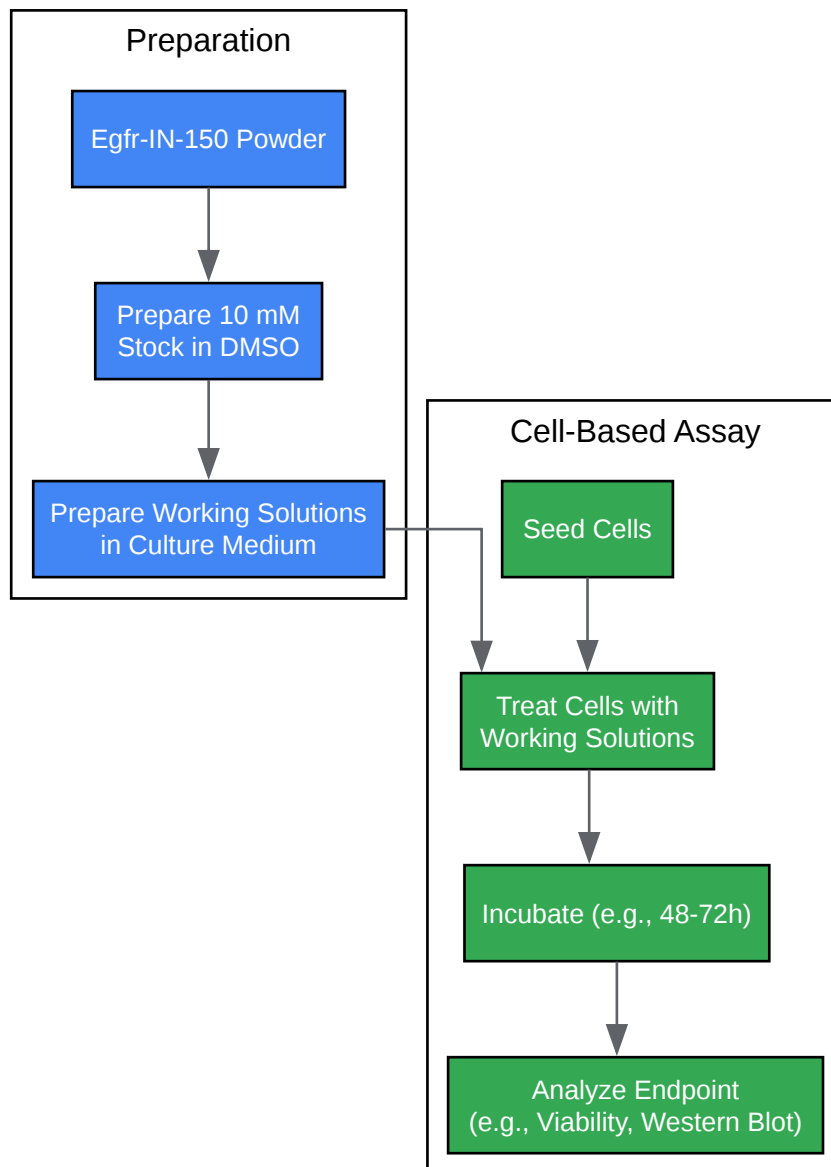 Preparation
Egfr-IN-150 Powder
Prepare 10 mM
Stock in DMSO
Prepare Working Solutions
in Culture Medium
Cell-Based Assay
Seed Cells
Treat Cells with
Working Solutions
Incubate (e.g., 48-72h)
Analyze Endpoint
(e.g., Viability, Western Blot)